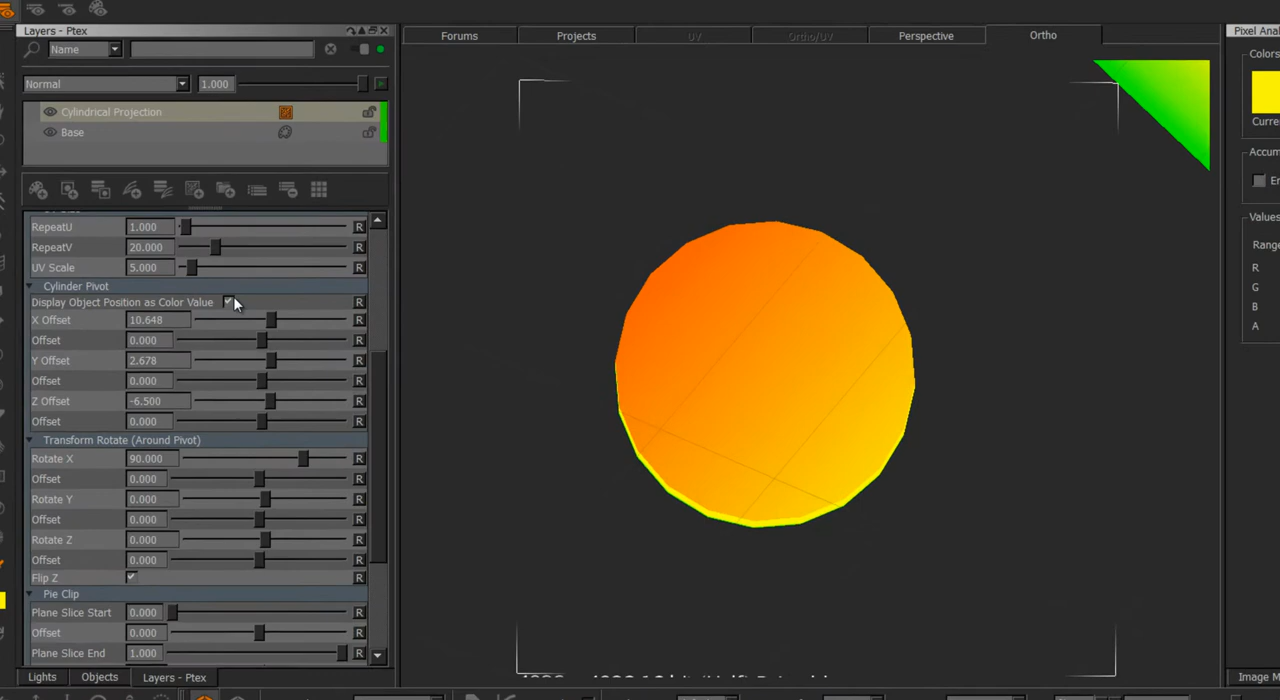 Layers - Ptex
Name
Normal 1.000
Cylindrical Projection
Base
RepeatU 1.000 R
RepeatV 20.000 R
UV Scale 5.000 R
Cylinder Pivot
Display Object Position as Color Value R
X Offset 10.648 R
Offset 0.000 R
Y Offset 2.678 R
Offset 0.000 R
Z Offset -6.500 R
Offset 0.000 R
Transform Rotate (Around Pivot)
Rotate X 90.000 R
Offset 0.000 R
Rotate Y 0.000 R
Offset 0.000 R
Rotate Z 0.000 R
Offset 0.000 R
Flip Z R
Pie Clip
Plane Slice Start 0.000 R
Offset 0.000 R
Plane Slice End 1.000 R
Lights Objects Layers - Ptex
Forums Projects UV Ortho/UV Perspective Ortho
Pixel Ana
Colors
Curre
Accum
En
Values
Range
R
G
B
A
Image M